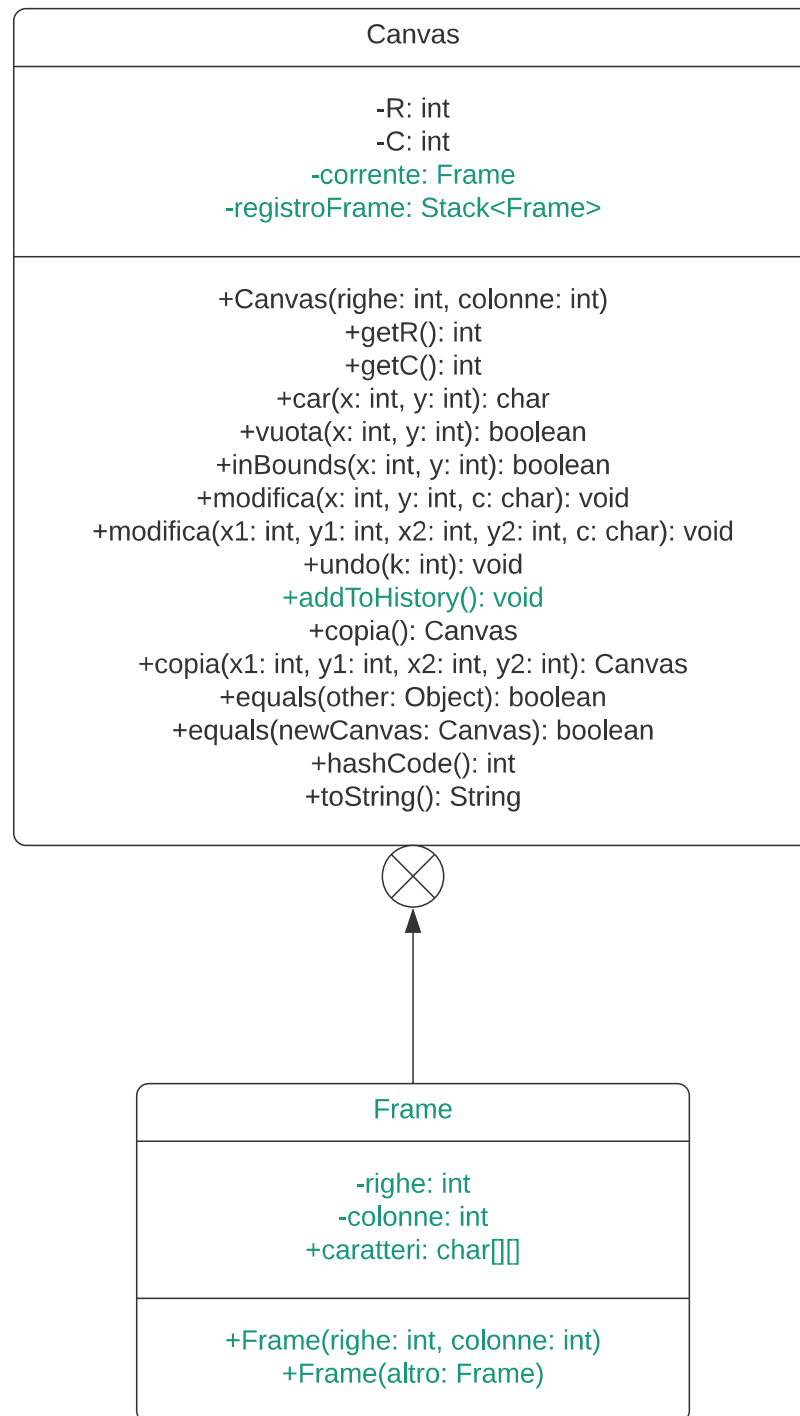 Canvas
-R: int
-C: int
-corrente: Frame
-registroFrame: Stack<Frame>
+Canvas(righe: int, colonne: int)
+getR(): int
+getC(): int
+car(x: int, y: int): char
+vuota(x: int, y: int): boolean
+inBounds(x: int, y: int): boolean
+modifica(x: int, y: int, c: char): void
+modifica(x1: int, y1: int, x2: int, y2: int, c: char): void
+undo(k: int): void
+addToHistory(): void
+copia(): Canvas
+copia(x1: int, y1: int, x2: int, y2: int): Canvas
+equals(other: Object): boolean
+equals(newCanvas: Canvas): boolean
+hashCode(): int
+toString(): String
Frame
-righe: int
-colonne: int
+caratteri: char[][]
+Frame(righe: int, colonne: int)
+Frame(altro: Frame)